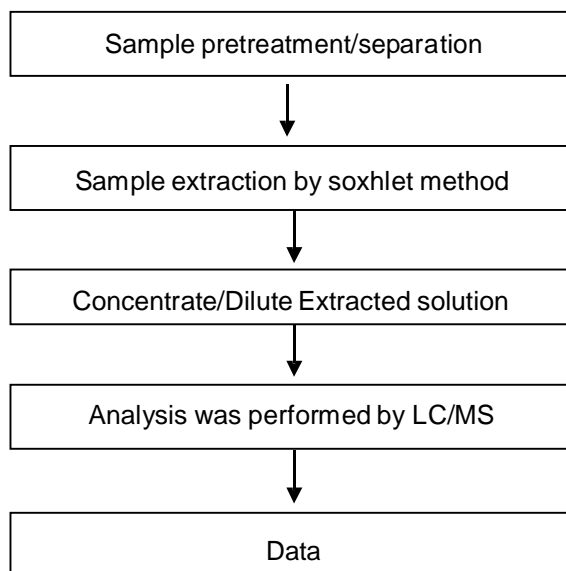 Sample pretreatment/separation
Sample extraction by soxhlet method
Concentrate/Dilute Extracted solution
Analysis was performed by LC/MS
Data